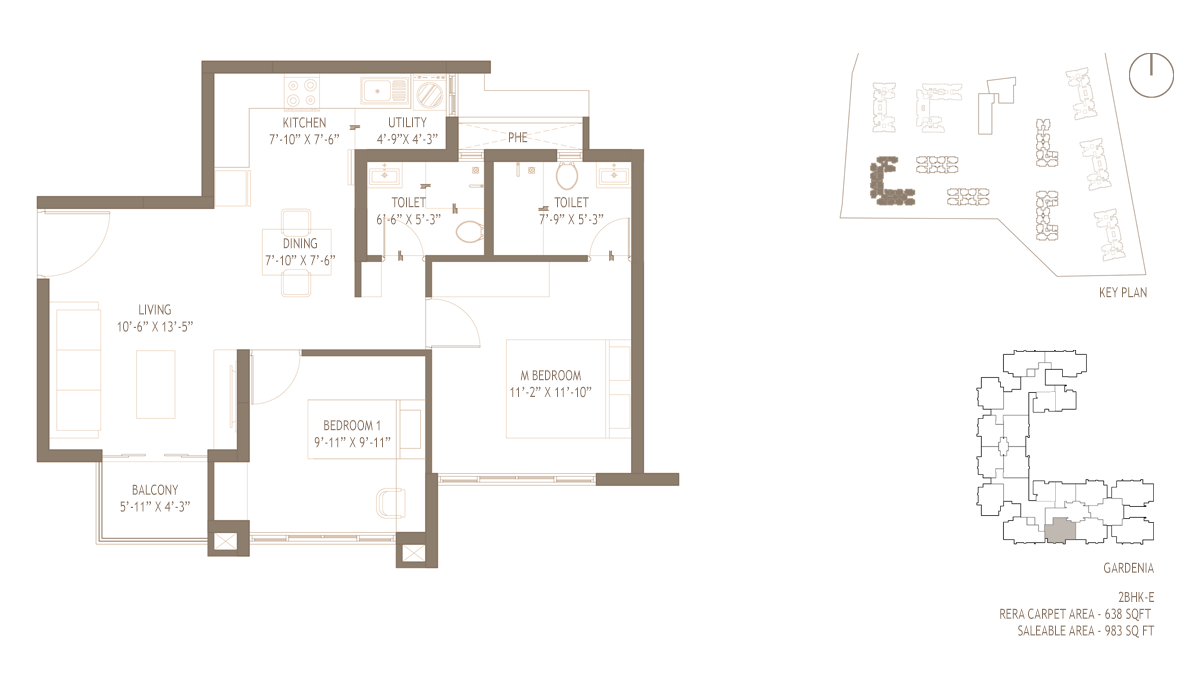 KITCHEN
7'-10" X 7'-6"
UTILITY
4'-9"X 4'-3"
PHE
TOILET
6'-6" X 5'-3"
TOILET
7'-9" X 5'-3"
DINING
7'-10" X 7'-6"
LIVING
10'-6" X 13'-5"
M BEDROOM
11'-2" X 11'-10"
BEDROOM 1
9'-11" X 9'-11"
BALCONY
5'-11" X 4'-3"
KEY PLAN
GARDENIA
2BHK-E
RERA CARPET AREA - 638 SQFT
SALEABLE AREA - 983 SQ FT